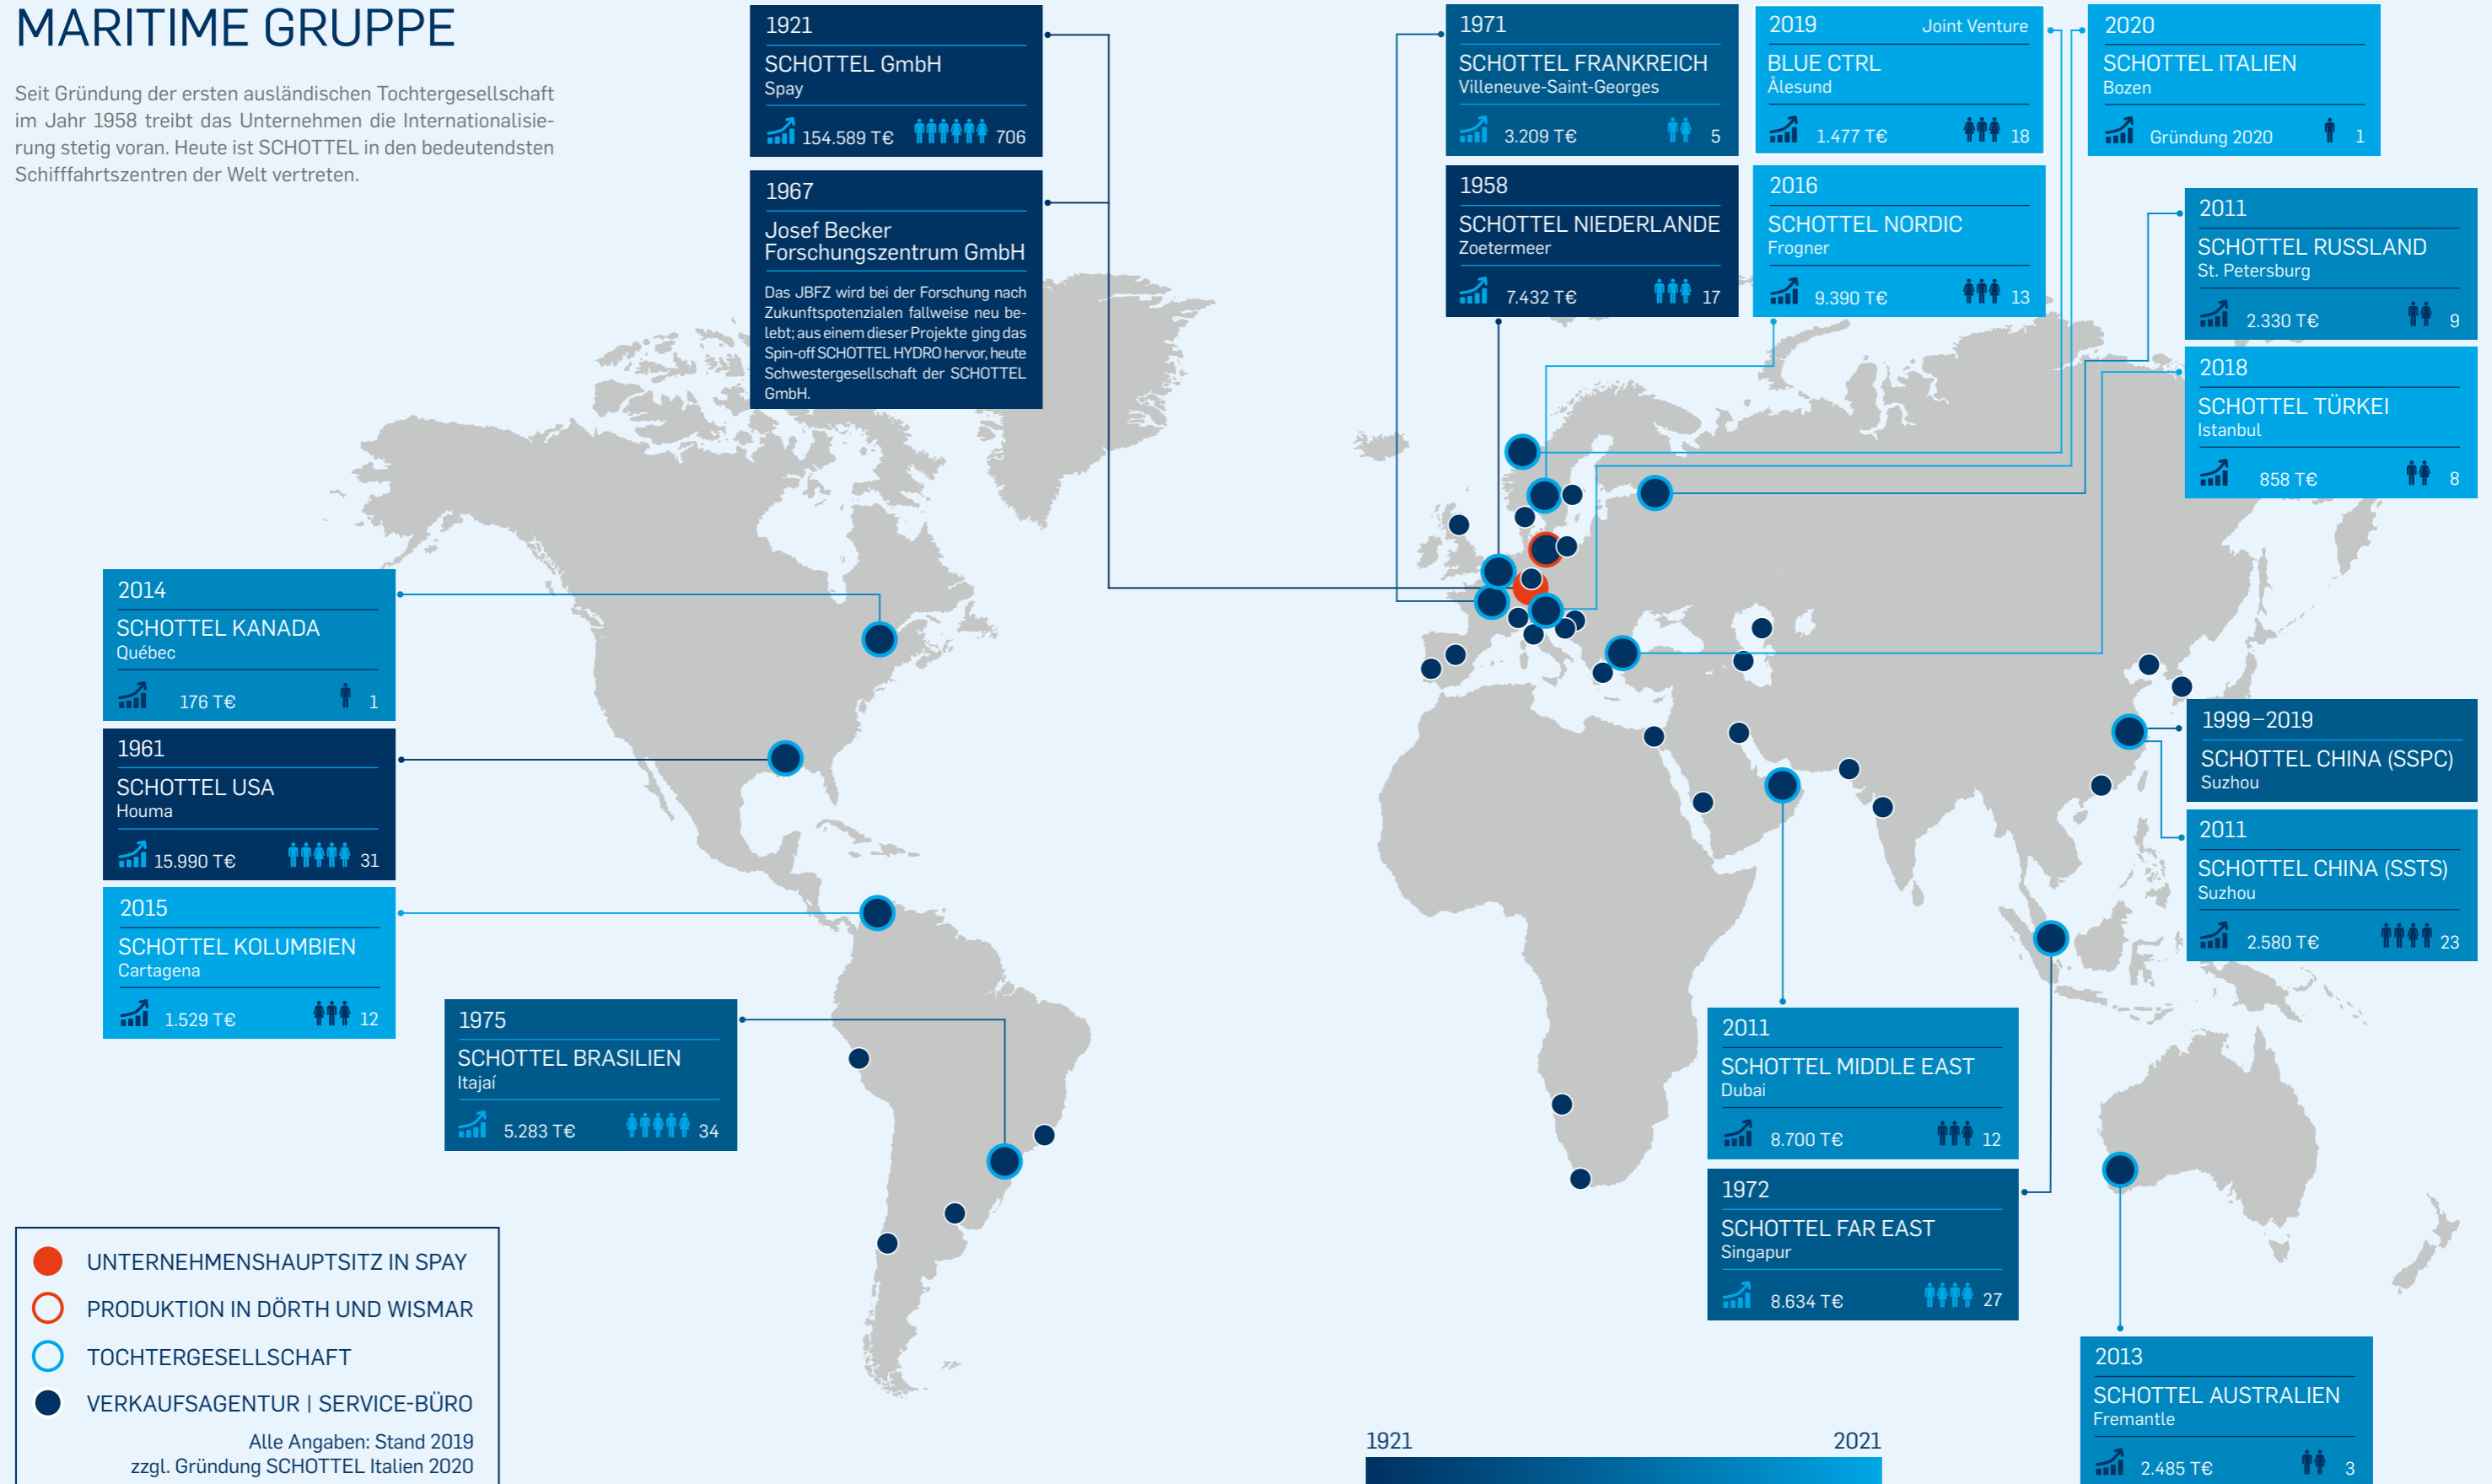 MARITIME GRUPPE
Seit Gründung der ersten ausländischen Tochtergesellschaft
im Jahr 1958 treibt das Unternehmen die Internationalisie-
rung stetig voran. Heute ist SCHOTTEL in den bedeutendsten
Schifffahrtszentren der Welt vertreten.
1921
SCHOTTEL GmbH
Spay
154.589 T€ 706
1967
Josef Becker
Forschungszentrum GmbH
Das JBFZ wird bei der Forschung nach
Zukunftspotenzialen fallweise neu be-
lebt; aus einem dieser Projekte ging das
Spin-off SCHOTTEL HYDRO hervor, heute
Schwestergesellschaft der SCHOTTEL
GmbH.
1971
SCHOTTEL FRANKREICH
Villeneuve-Saint-Georges
3.209 T€ 5
2019 Joint Venture
BLUE CTRL
Ålesund
1.477 T€ 18
2020
SCHOTTEL ITALIEN
Bozen
Gründung 2020 1
1958
SCHOTTEL NIEDERLANDE
Zoetermeer
7.432 T€ 17
2016
SCHOTTEL NORDIC
Frogner
9.390 T€ 13
2011
SCHOTTEL RUSSLAND
St. Petersburg
2.330 T€ 9
2018
SCHOTTEL TÜRKEI
Istanbul
858 T€ 8
2014
SCHOTTEL KANADA
Québec
176 T€ 1
1961
SCHOTTEL USA
Houma
15.990 T€ 31
2015
SCHOTTEL KOLUMBIEN
Cartagena
1.529 T€ 12
1975
SCHOTTEL BRASILIEN
Itajaí
5.283 T€ 34
1999–2019
SCHOTTEL CHINA (SSPC)
Suzhou
2011
SCHOTTEL CHINA (SSTS)
Suzhou
2.580 T€ 23
2011
SCHOTTEL MIDDLE EAST
Dubai
8.700 T€ 12
1972
SCHOTTEL FAR EAST
Singapur
8.634 T€ 27
2013
SCHOTTEL AUSTRALIEN
Fremantle
2.485 T€ 3
UNTERNEHMENSHAUPTSITZ IN SPAY
PRODUKTION IN DÖRTH UND WISMAR
TOCHTERGESELLSCHAFT
VERKAUFSAGENTUR | SERVICE-BÜRO
Alle Angaben: Stand 2019
zzgl. Gründung SCHOTTEL Italien 2020
1921 2021